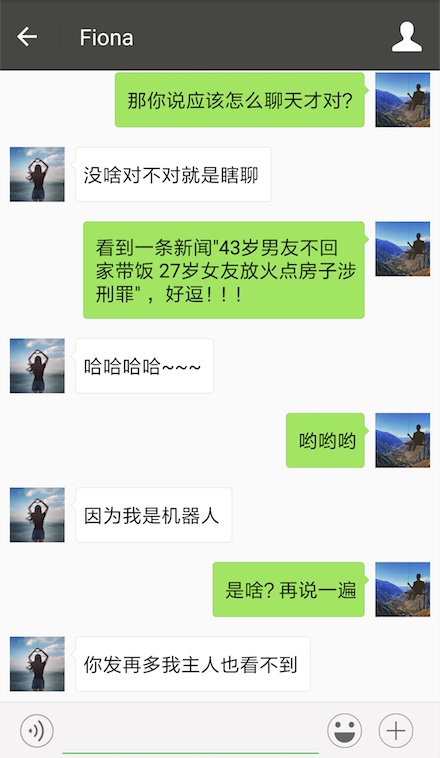 Fiona
那你说应该怎么聊天才对?
没啥对不对就是瞎聊
看到一条新闻"43岁男友不回
家带饭 27岁女友放火点房子涉
刑罪" ，好逗！！！
哈哈哈哈~~~
哟哟哟
因为我是机器人
是啥? 再说一遍
你发再多我主人也看不到